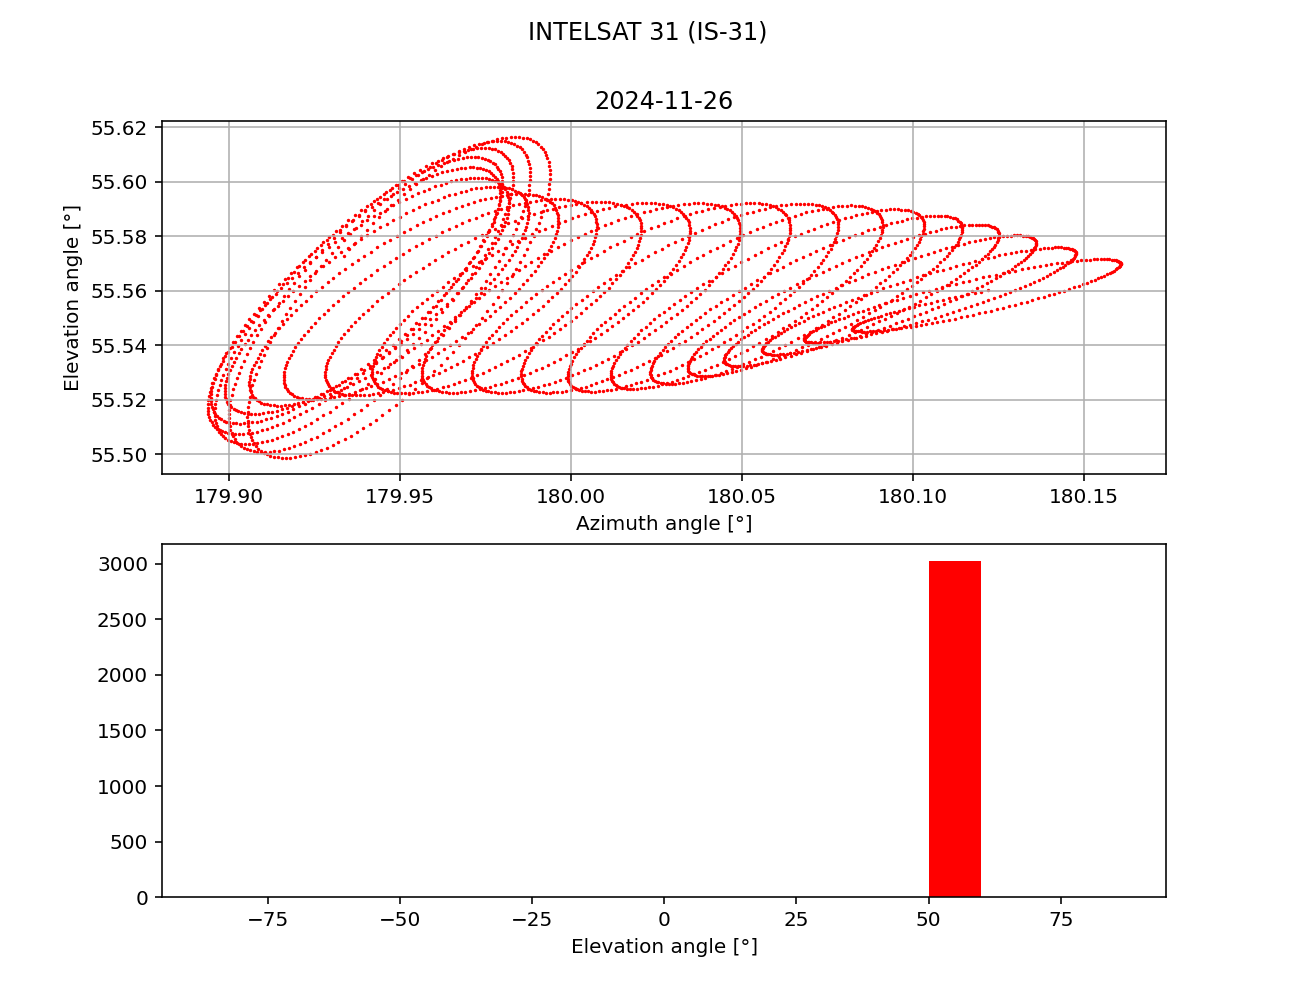 INTELSAT 31 (IS-31)
2024-11-26
55.62
55.60
55.58
55.56
55.54
55.52
55.50
Elevation angle [°]
179.90 179.95 180.00 180.05 180.10 180.15
Azimuth angle [°]
3000
2500
2000
1500
1000
500
0
−75 −50 −25 0 25 50 75
Elevation angle [°]